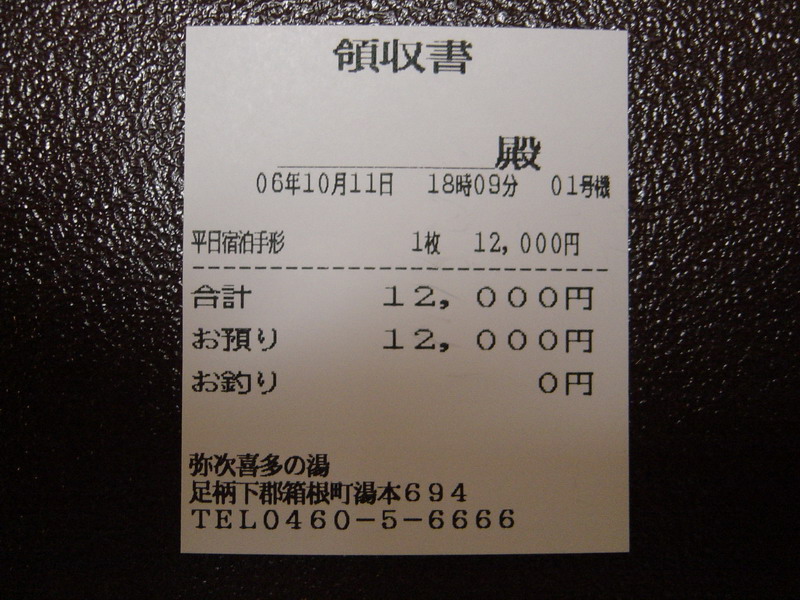 領収書
殿
06年10月11日 18時09分 01号機
平日宿泊手形 1枚 12,000円
合計 12,000円
お預り 12,000円
お釣り 0円
弥次喜多の湯
足柄下郡箱根町湯本694
TEL0460-5-6666